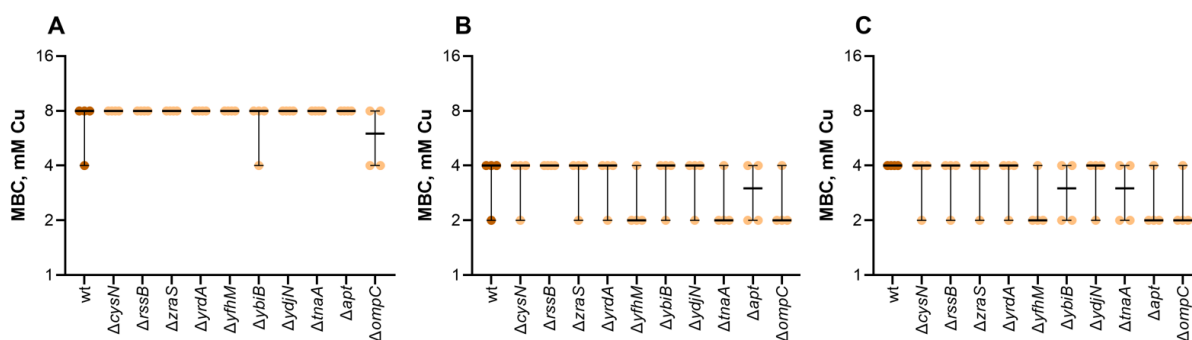 A
MBC, mM Cu
16
8
4
2
1
wt
ΔcysN
ΔrssB
ΔzraS
ΔyrdA
ΔyfhM
ΔybiB
ΔydjN
ΔtnaA
Δapt
ΔompC
B
MBC, mM Cu
16
8
4
2
1
wt
ΔcysN
ΔrssB
ΔzraS
ΔyrdA
ΔyfhM
ΔybiB
ΔydjN
ΔtnaA
Δapt
ΔompC
C
MBC, mM Cu
16
8
4
2
1
wt
ΔcysN
ΔrssB
ΔzraS
ΔyrdA
ΔyfhM
ΔybiB
ΔydjN
ΔtnaA
Δapt
ΔompC